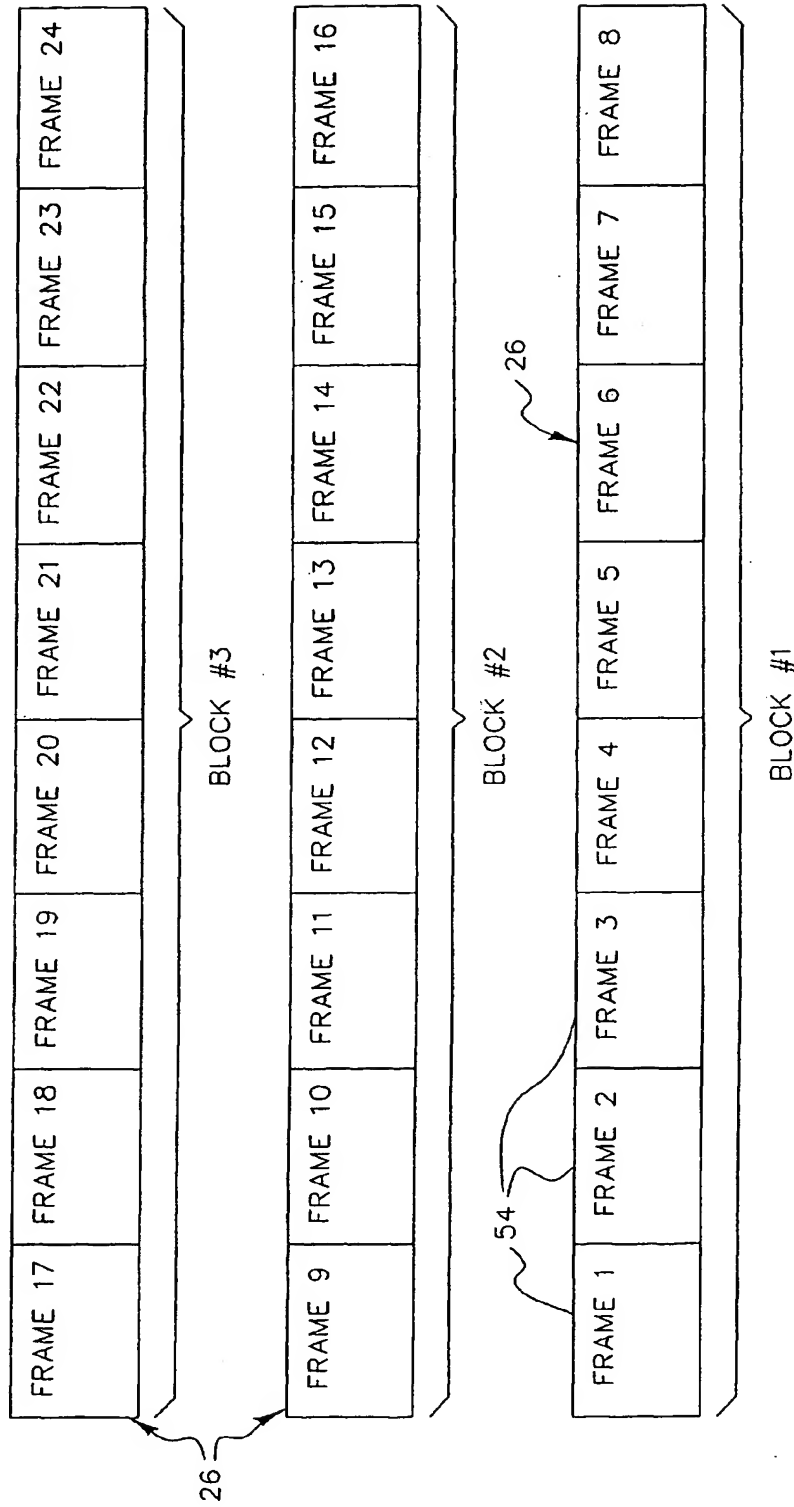 FRAME 17 FRAME 18 FRAME 19 FRAME 20 FRAME 21 FRAME 22 FRAME 23 FRAME 24
BLOCK #3
26
FRAME 9 FRAME 10 FRAME 11 FRAME 12 FRAME 13 FRAME 14 FRAME 15 FRAME 16
BLOCK #2
26
54
FRAME 1 FRAME 2 FRAME 3 FRAME 4 FRAME 5 FRAME 6 FRAME 7 FRAME 8
BLOCK #1